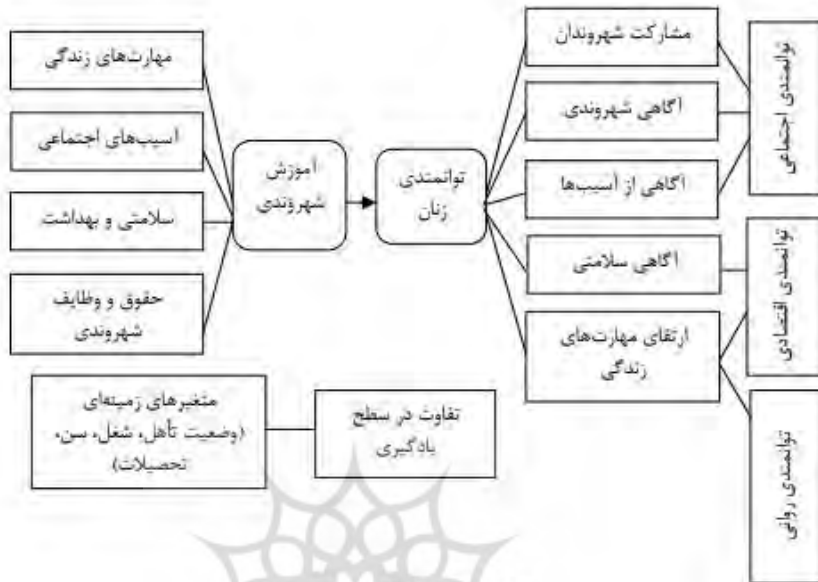 مهارت‌های زندگی
آسیب‌های اجتماعی
سلامتی و بهداشت
حقوق و وظایف
شهروندی
آموزش
شهروندی
توانمندی
زنان
مشارکت شهروندان
آگاهی شهروندی
آگاهی از آسیب‌ها
آگاهی سلامتی
ارتقای مهارت‌های
زندگی
توانمندی اجتماعی
توانمندی اقتصادی
توانمندی روانی
متغیرهای زمینه‌ای
(وضعیت تأهل، شغل، سن،
تحصیلات)
تفاوت در سطح
یادگیری